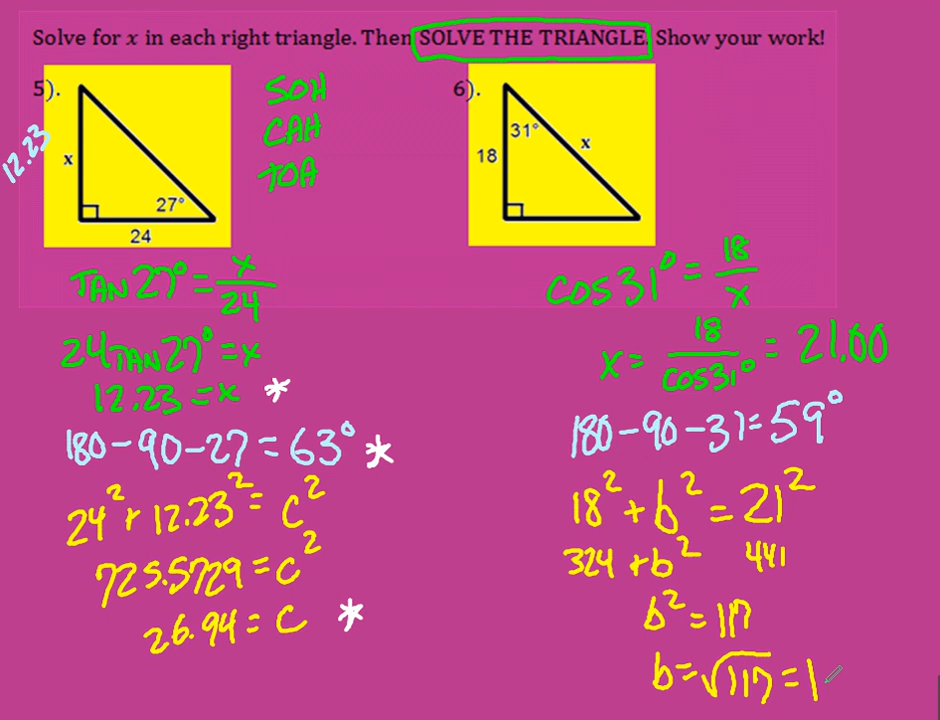 Solve for x in each right triangle. Then SOLVE THE TRIANGLE. Show your work!
5).
12.23
x
27°
24
SOH
CAH
TOA
TAN 27° = x/24
24 TAN 27° = x
12.23 = x *
180 - 90 - 27 = 63° *
24² + 12.23² = c²
725.5729 = c²
26.94 = c *
6).
31°
18
x
COS 31° = 18/x
x = 18/COS 31° = 21.00
180 - 90 - 31 = 59°
18² + b² = 21²
324 + b² 441
b² = 117
b = √117 = 1